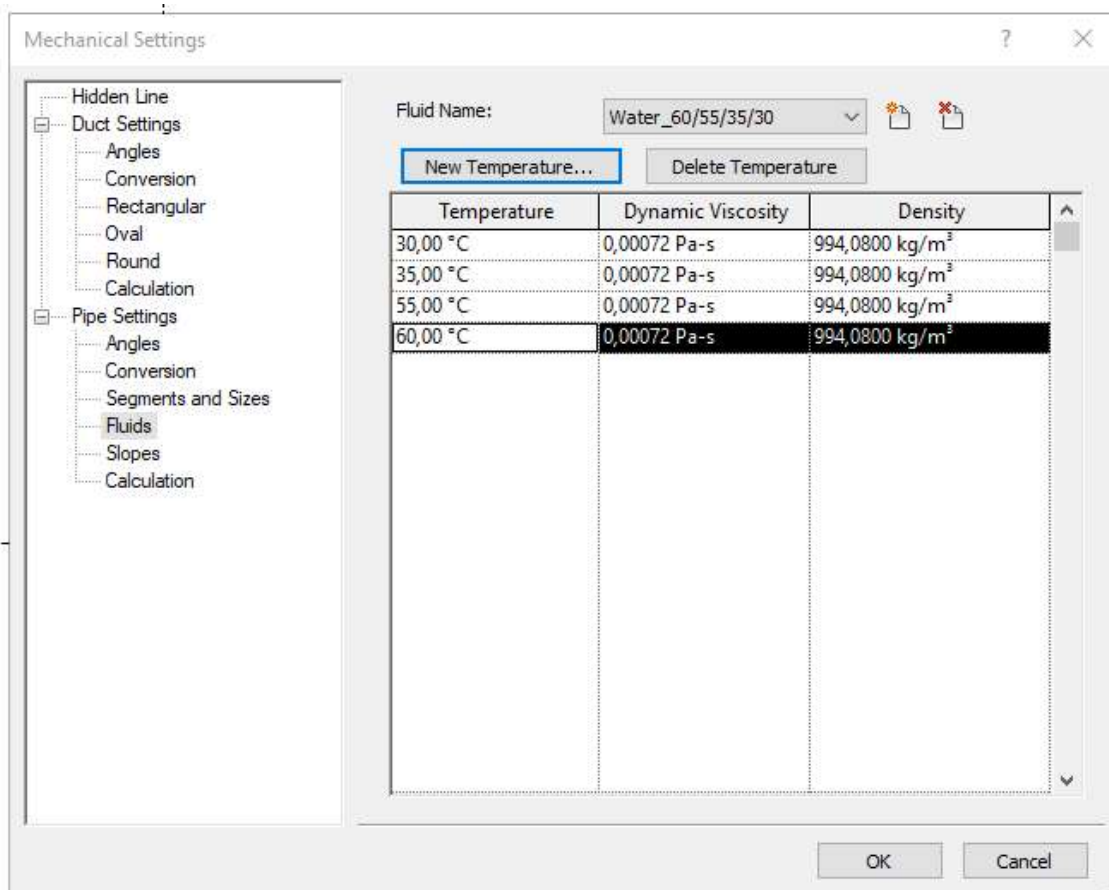 Mechanical Settings
?
Hidden Line
Duct Settings
Angles
Conversion
Rectangular
Oval
Round
Calculation
Pipe Settings
Angles
Conversion
Segments and Sizes
Fluids
Slopes
Calculation
Fluid Name:
Water_60/55/35/30
New Temperature...
Delete Temperature
Temperature Dynamic Viscosity Density
30,00 °C 0,00072 Pa-s 994,0800 kg/m³
35,00 °C 0,00072 Pa-s 994,0800 kg/m³
55,00 °C 0,00072 Pa-s 994,0800 kg/m³
60,00 °C 0,00072 Pa-s 994,0800 kg/m³
OK
Cancel